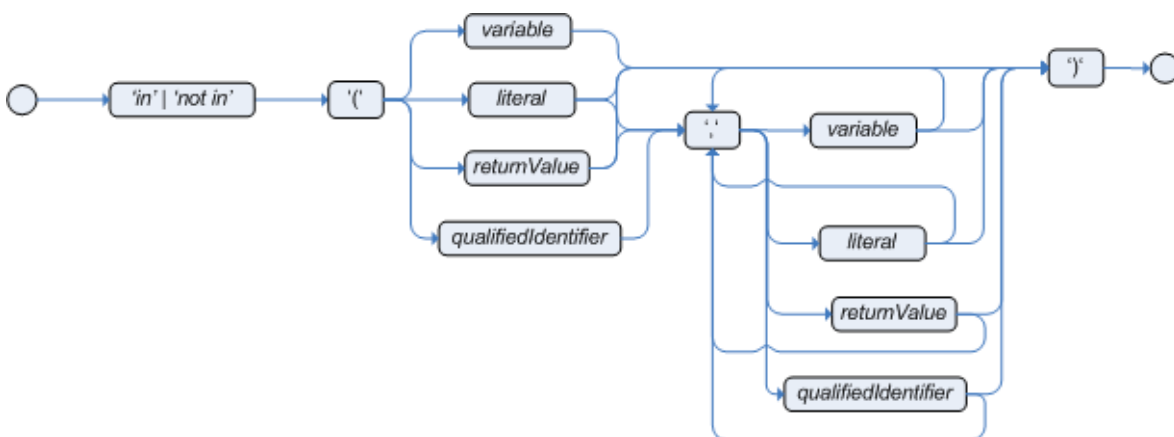 variable
‘)‘
‘in’ | ‘not in’
‘(‘
literal
‘,‘
variable
returnValue
qualifiedIdentifier
literal
returnValue
qualifiedIdentifier